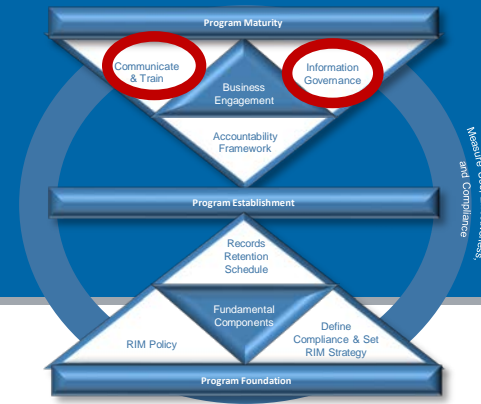 Program Maturity
Communicate
& Train
Information
Governance
Business
Engagement
Accountability
Framework
Measure
and Compliance
Program Establishment
Records
Retention
Schedule
Fundamental
Components
RIM Policy
Define
Compliance & Set
RIM Strategy
Program Foundation